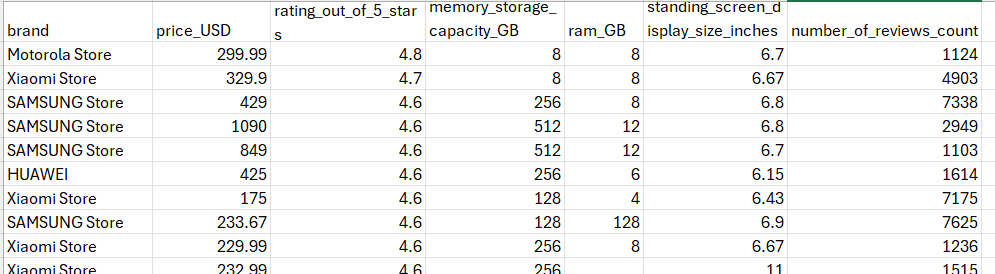 brand price_USD rating_out_of_5_stars memory_storage_capacity_GB ram_GB standing_screen_display_size_inches number_of_reviews_count
Motorola Store 299.99 4.8 8 8 6.7 1124
Xiaomi Store 329.9 4.7 8 8 6.67 4903
SAMSUNG Store 429 4.6 256 8 6.8 7338
SAMSUNG Store 1090 4.6 512 12 6.8 2949
SAMSUNG Store 849 4.6 512 12 6.7 1103
HUAWEI 425 4.6 256 6 6.15 1614
Xiaomi Store 175 4.6 128 4 6.43 7175
SAMSUNG Store 233.67 4.6 128 128 6.9 7625
Xiaomi Store 229.99 4.6 256 8 6.67 1236
Xiaomi Store 232.99 4.6 256 11 1515